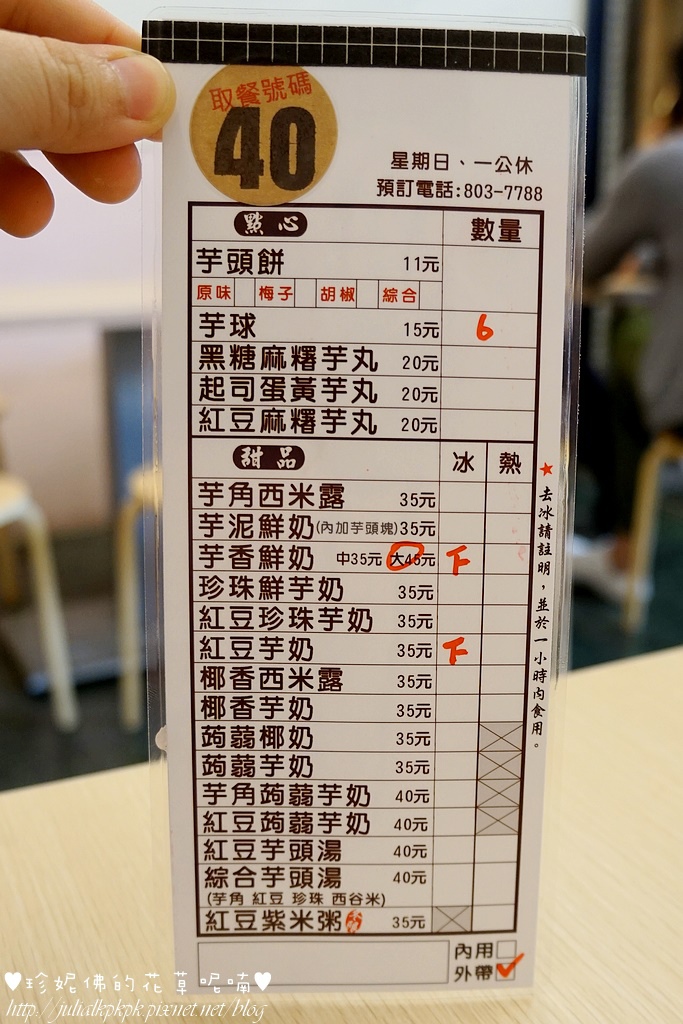 取餐號碼
40
星期日、一公休
預訂電話:803-7788
點心 數量
芋頭餅 11元
原味 梅子 胡椒 綜合
芋球 15元 6
黑糖麻糬芋丸 20元
起司蛋黃芋丸 20元
紅豆麻糬芋丸 20元
甜品 冰 熱
芋角西米露 35元
芋泥鮮奶(內加芋頭塊)35元
芋香鮮奶 中35元 大45元 下
珍珠鮮芋奶 35元
紅豆珍珠芋奶 35元
紅豆芋奶 35元 下
椰香西米露 35元
椰香芋奶 35元
蒟蒻椰奶 35元
蒟蒻芋奶 35元
芋角蒟蒻芋奶 40元
紅豆蒟蒻芋奶 40元
紅豆芋頭湯 40元
綜合芋頭湯 40元
(芋角 紅豆 珍珠 西谷米)
紅豆紫米粥 35元
★去冰請註明，並於一小時內食用。
內用
外帶
♥珍妮佛的花草呢喃♥
http://julialkpkpk.pixnet.net/blog